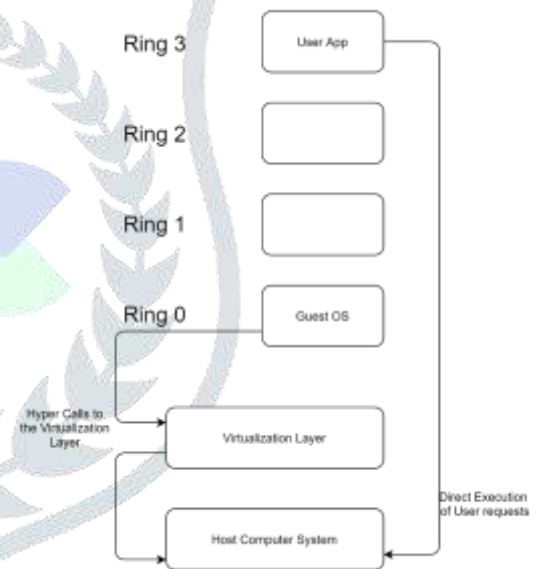 Ring 3
User App
Ring 2
Ring 1
Ring 0
Guest OS
Hyper Calls to
the Virtualization
Layer
Virtualization Layer
Direct Execution
of User requests
Host Computer System